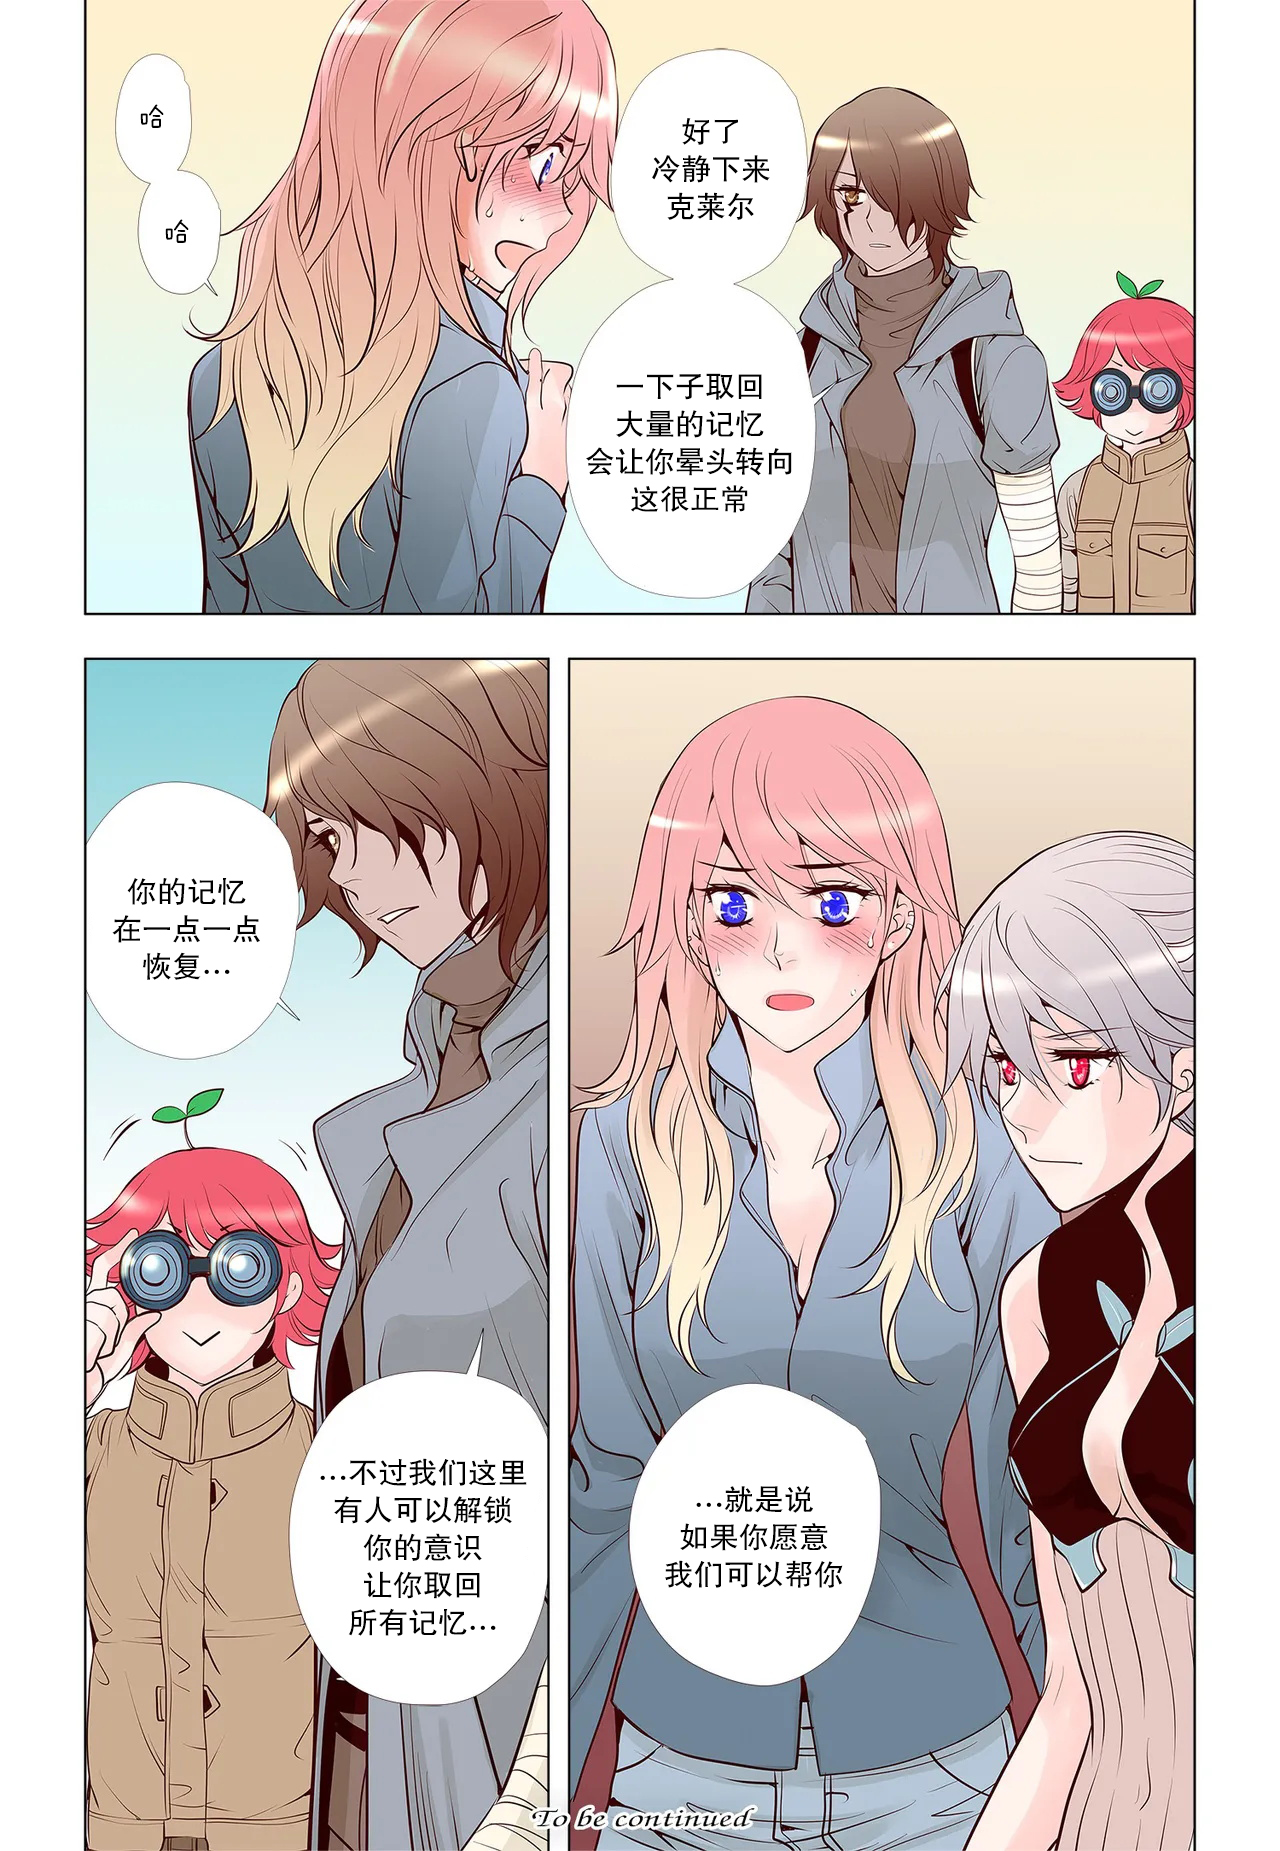 哈
哈
好了
冷静下来
克莱尔
一下子取回
大量的记忆
会让你晕头转向
这很正常
你的记忆
在一点一点
恢复…
…不过我们这里
有人可以解锁
你的意识
让你取回
所有记忆…
…就是说
如果你愿意
我们可以帮你
To be continued